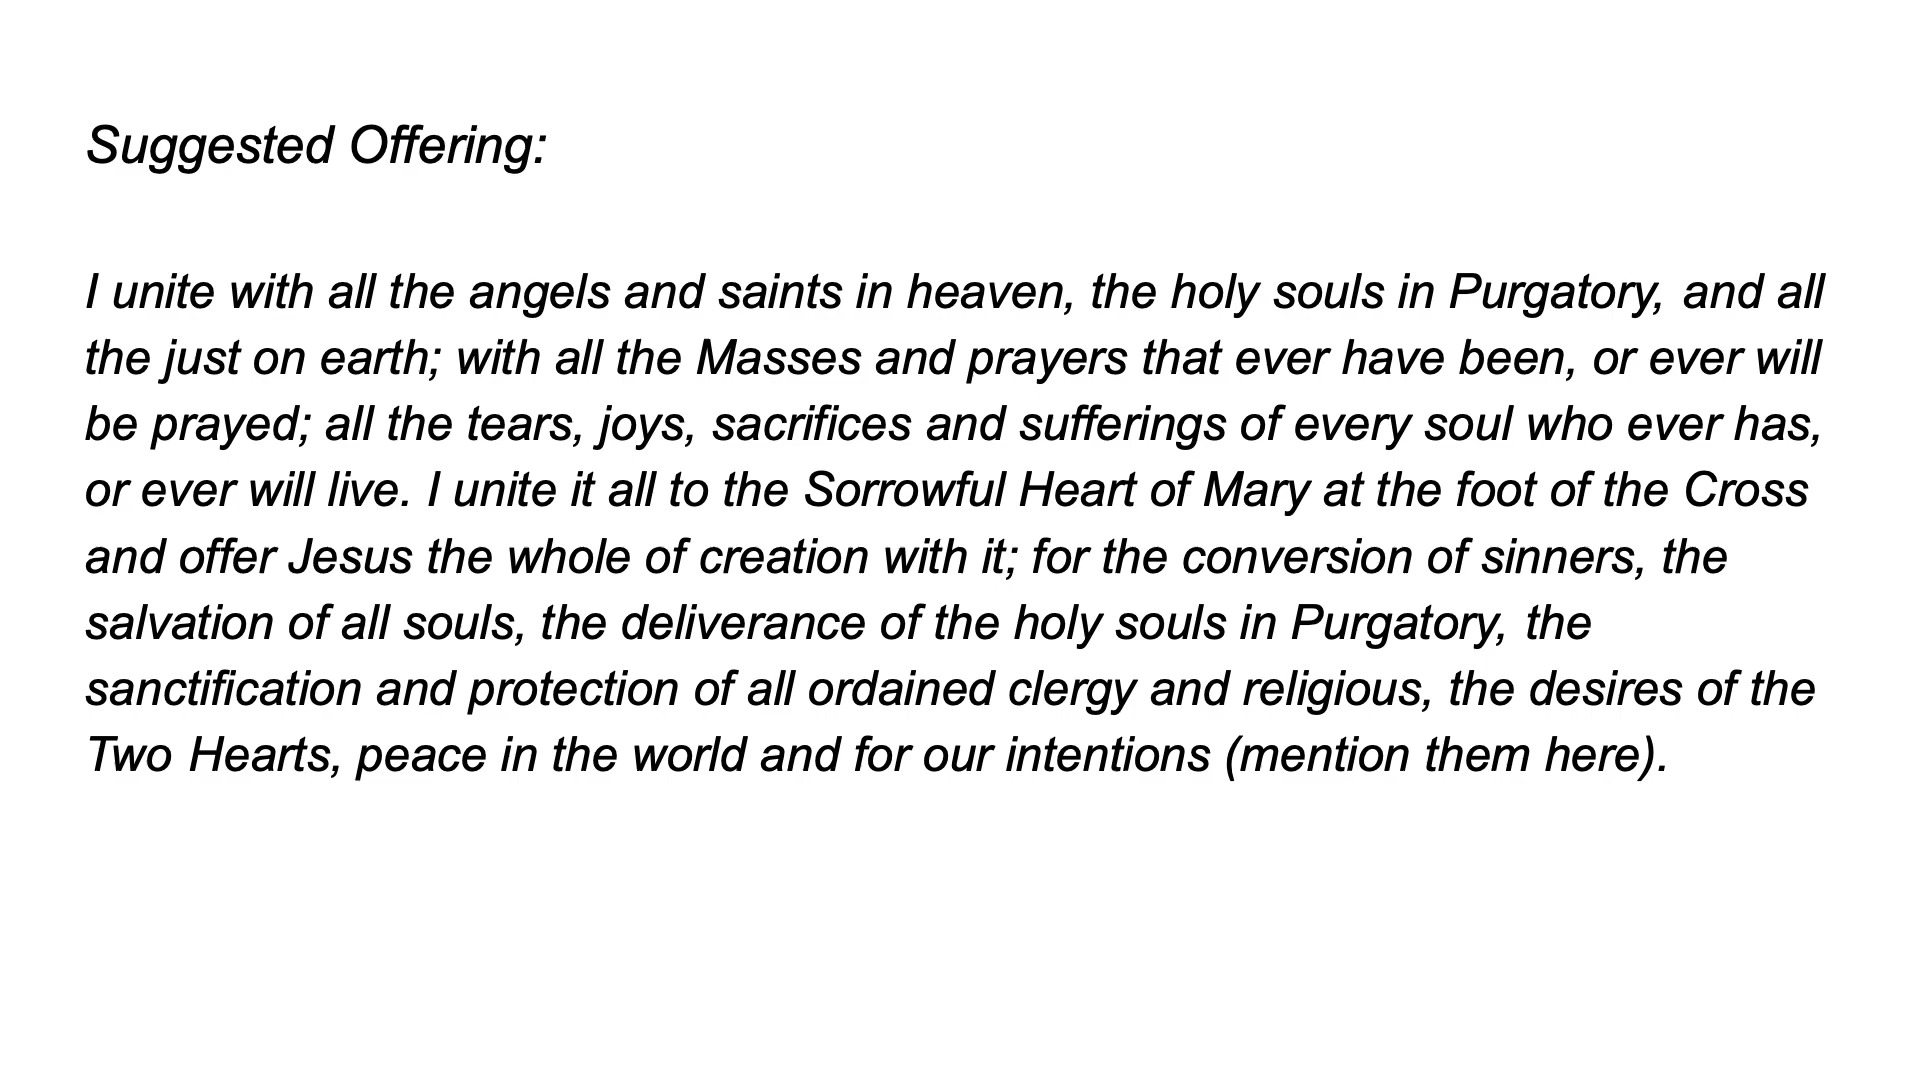 Suggested Offering:
I unite with all the angels and saints in heaven, the holy souls in Purgatory, and all
the just on earth; with all the Masses and prayers that ever have been, or ever will
be prayed; all the tears, joys, sacrifices and sufferings of every soul who ever has,
or ever will live. I unite it all to the Sorrowful Heart of Mary at the foot of the Cross
and offer Jesus the whole of creation with it; for the conversion of sinners, the
salvation of all souls, the deliverance of the holy souls in Purgatory, the
sanctification and protection of all ordained clergy and religious, the desires of the
Two Hearts, peace in the world and for our intentions (mention them here).